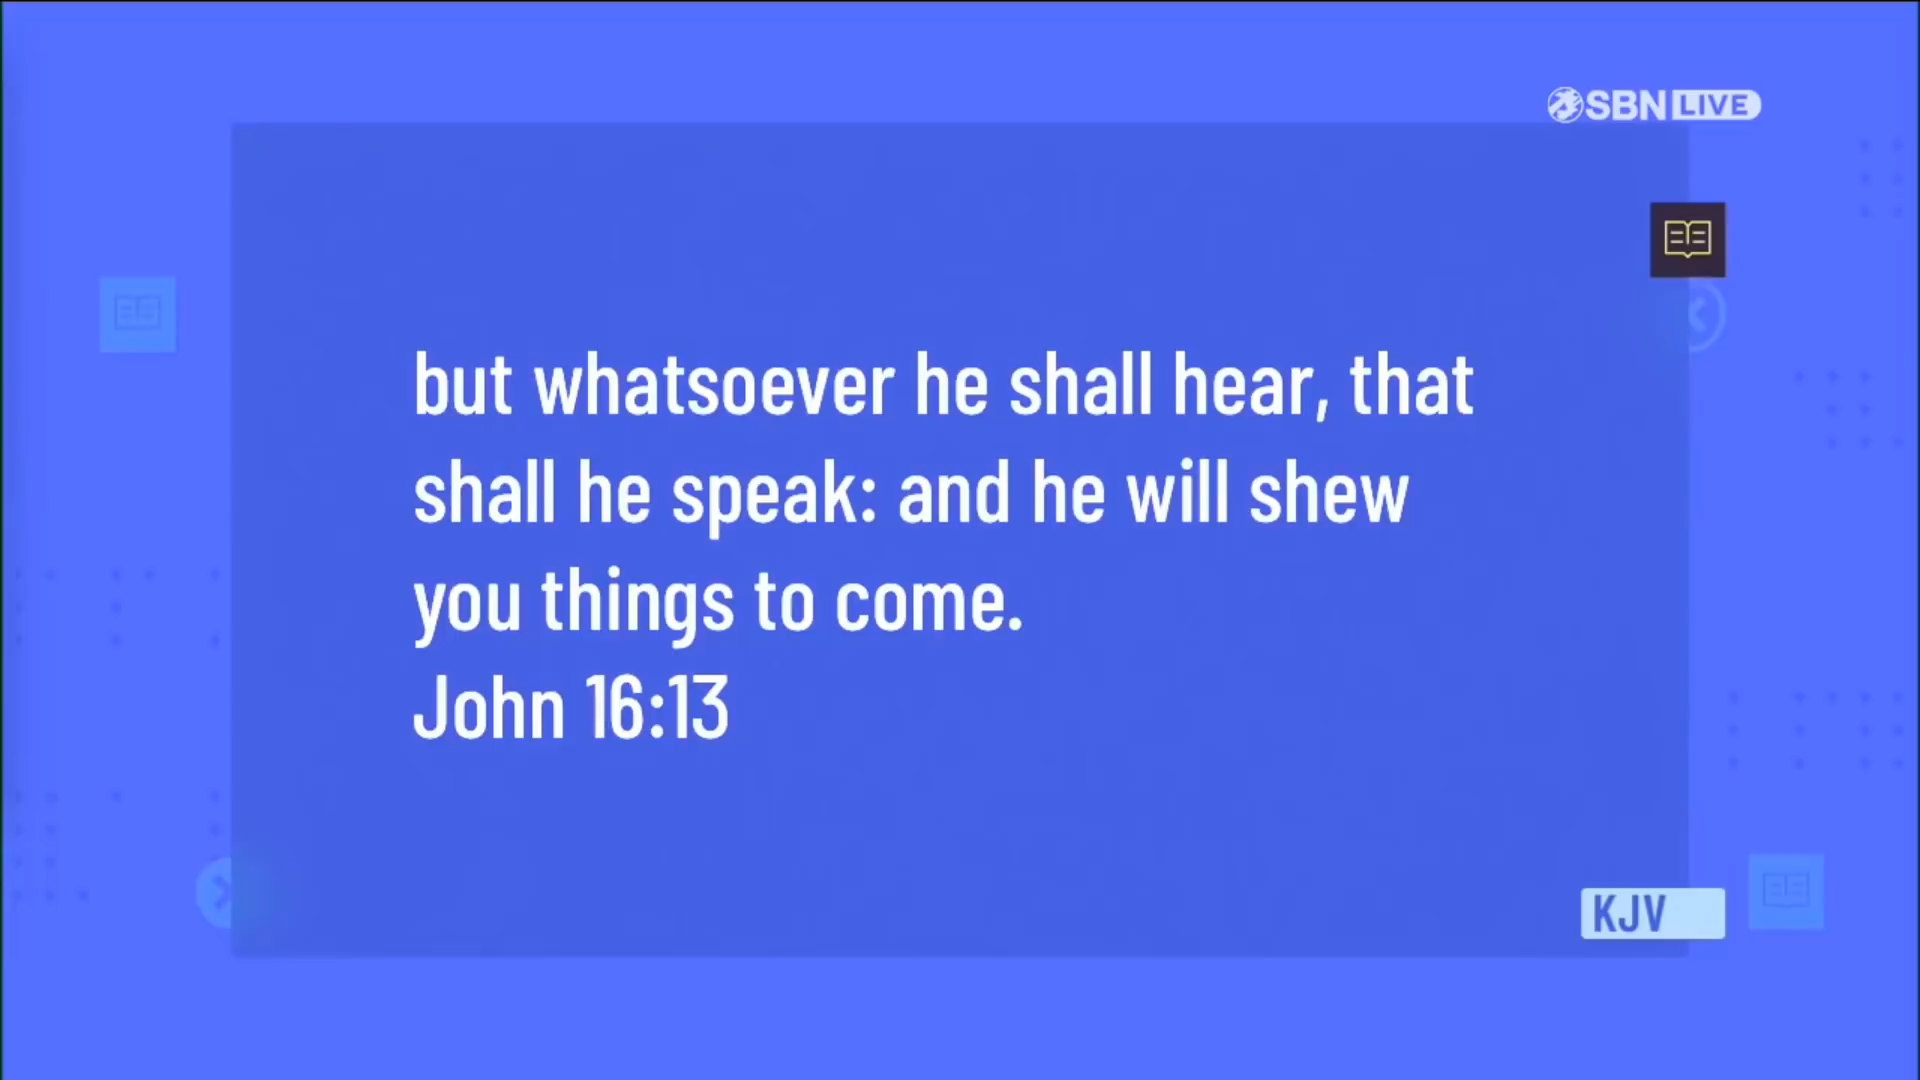 SBN LIVE
but whatsoever he shall hear, that
shall he speak: and he will shew
you things to come.
John 16:13
KJV